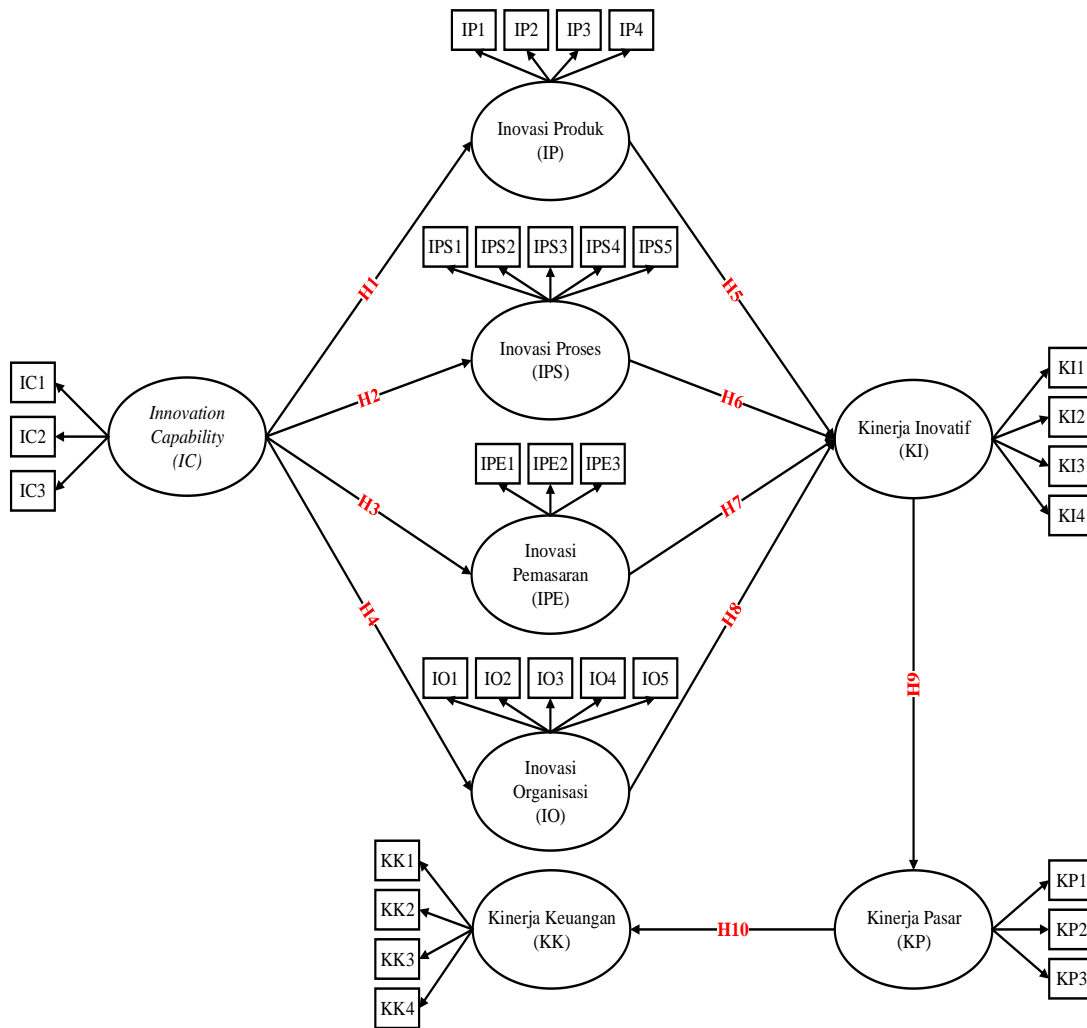 IP1
IP2
IP3
IP4
Inovasi Produk
(IP)
H1
H5
IPS1
IPS2
IPS3
IPS4
IPS5
Inovasi Proses
(IPS)
H2
H6
IC1
IC2
IC3
Innovation
Capability
(IC)
KI1
KI2
KI3
KI4
Kinerja Inovatif
(KI)
IPE1
IPE2
IPE3
Inovasi
Pemasaran
(IPE)
H3
H7
H4
H8
IO1
IO2
IO3
IO4
IO5
Inovasi
Organisasi
(IO)
H9
KK1
KK2
KK3
KK4
Kinerja Keuangan
(KK)
H10
Kinerja Pasar
(KP)
KP1
KP2
KP3